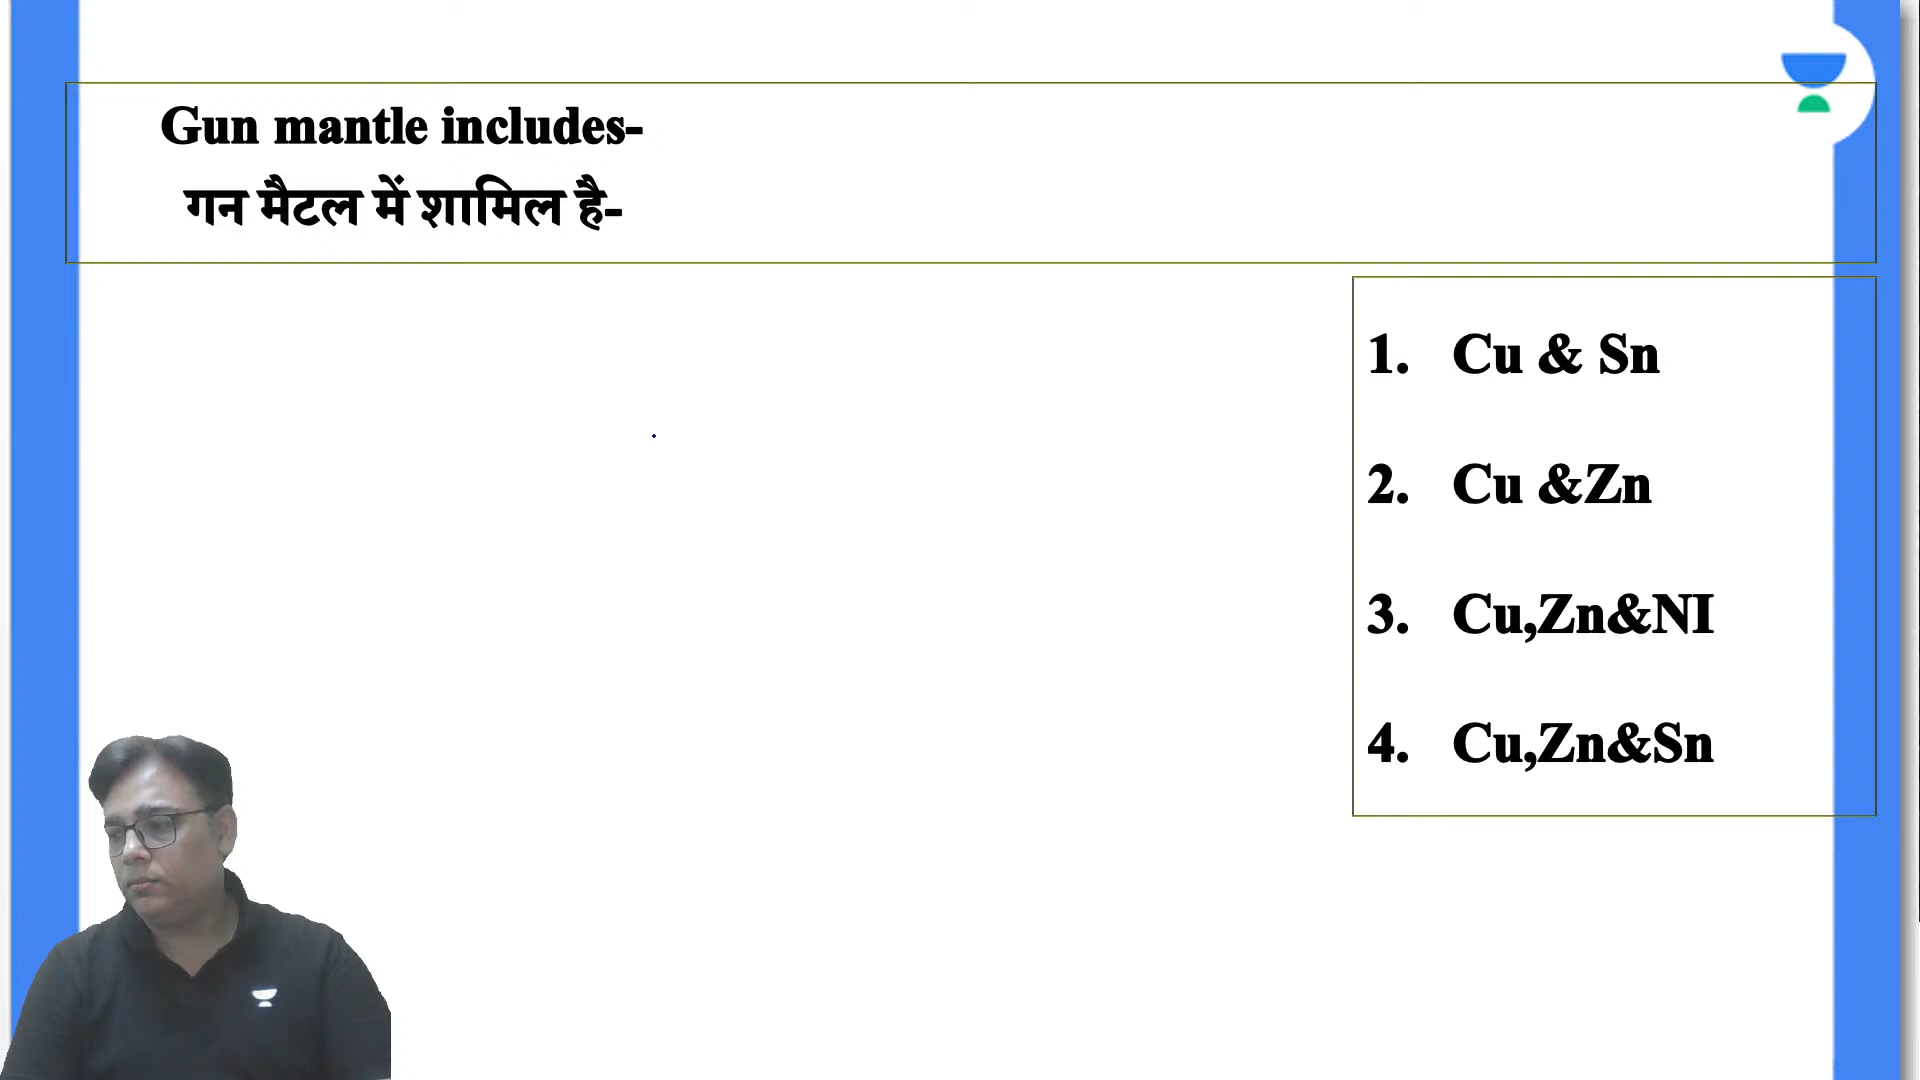 Gun mantle includes-
गन मैटल में शामिल है-
1. Cu & Sn
2. Cu &Zn
3. Cu,Zn&NI
4. Cu,Zn&Sn